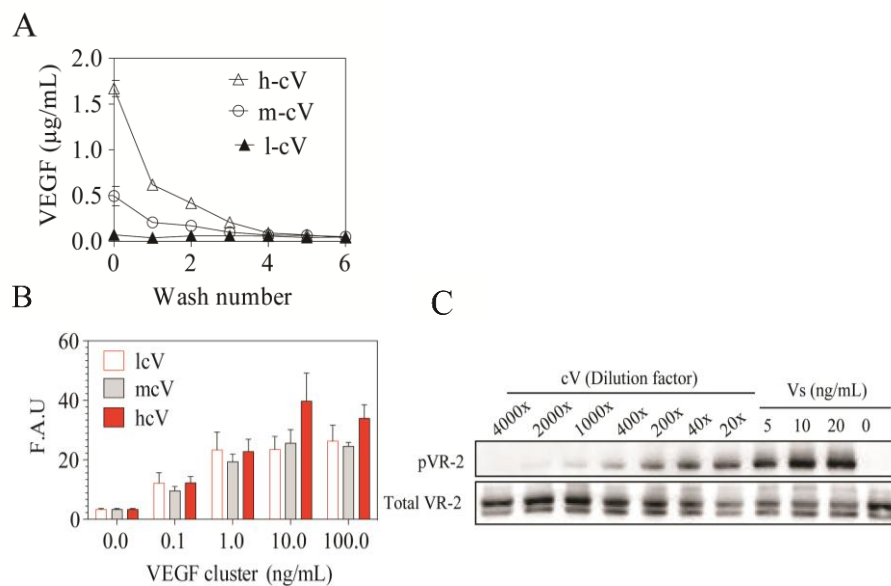 A
VEGF (µg/mL)
2.0
1.5
1.0
0.5
0.0
h-cV
m-cV
l-cV
0 2 4 6
Wash number
B
F.A.U
60
40
20
0
lcV
mcV
hcV
0.0 0.1 1.0 10.0 100.0
VEGF cluster (ng/mL)
C
cV (Dilution factor) Vs (ng/mL)
4000x 2000x 1000x 400x 200x 40x 20x 5 10 20 0
pVR-2
Total VR-2